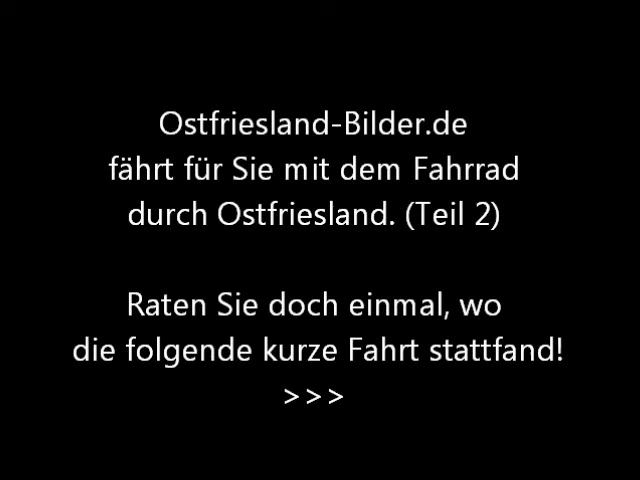 Ostfriesland-Bilder.de
fährt für Sie mit dem Fahrrad
durch Ostfriesland. (Teil 2)
Raten Sie doch einmal, wo
die folgende kurze Fahrt stattfand!
>>>